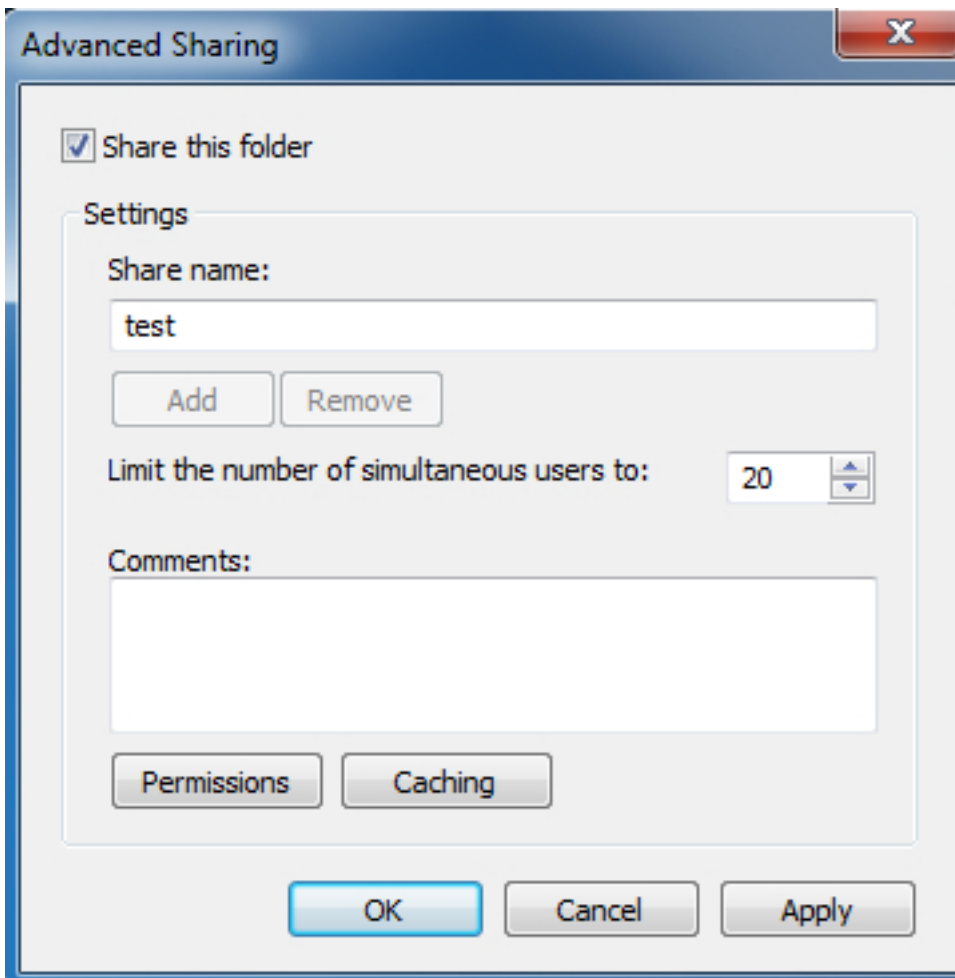 Advanced Sharing
Share this folder
Settings
Share name:
test
Add Remove
Limit the number of simultaneous users to: 20
Comments:
Permissions Caching
OK Cancel Apply